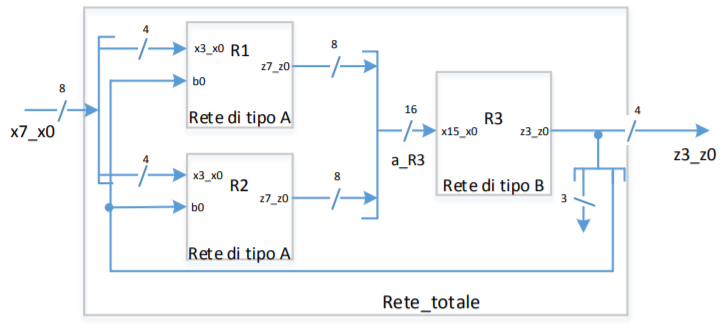 8
x7_x0
4
x3_x0 R1
z7_z0
b0
Rete di tipo A
8
4
x3_x0
R2
z7_z0
b0
Rete di tipo A
8
16
a_R3
R3
x15_x0
z3_z0
Rete di tipo B
4
z3_z0
3
Rete_totale